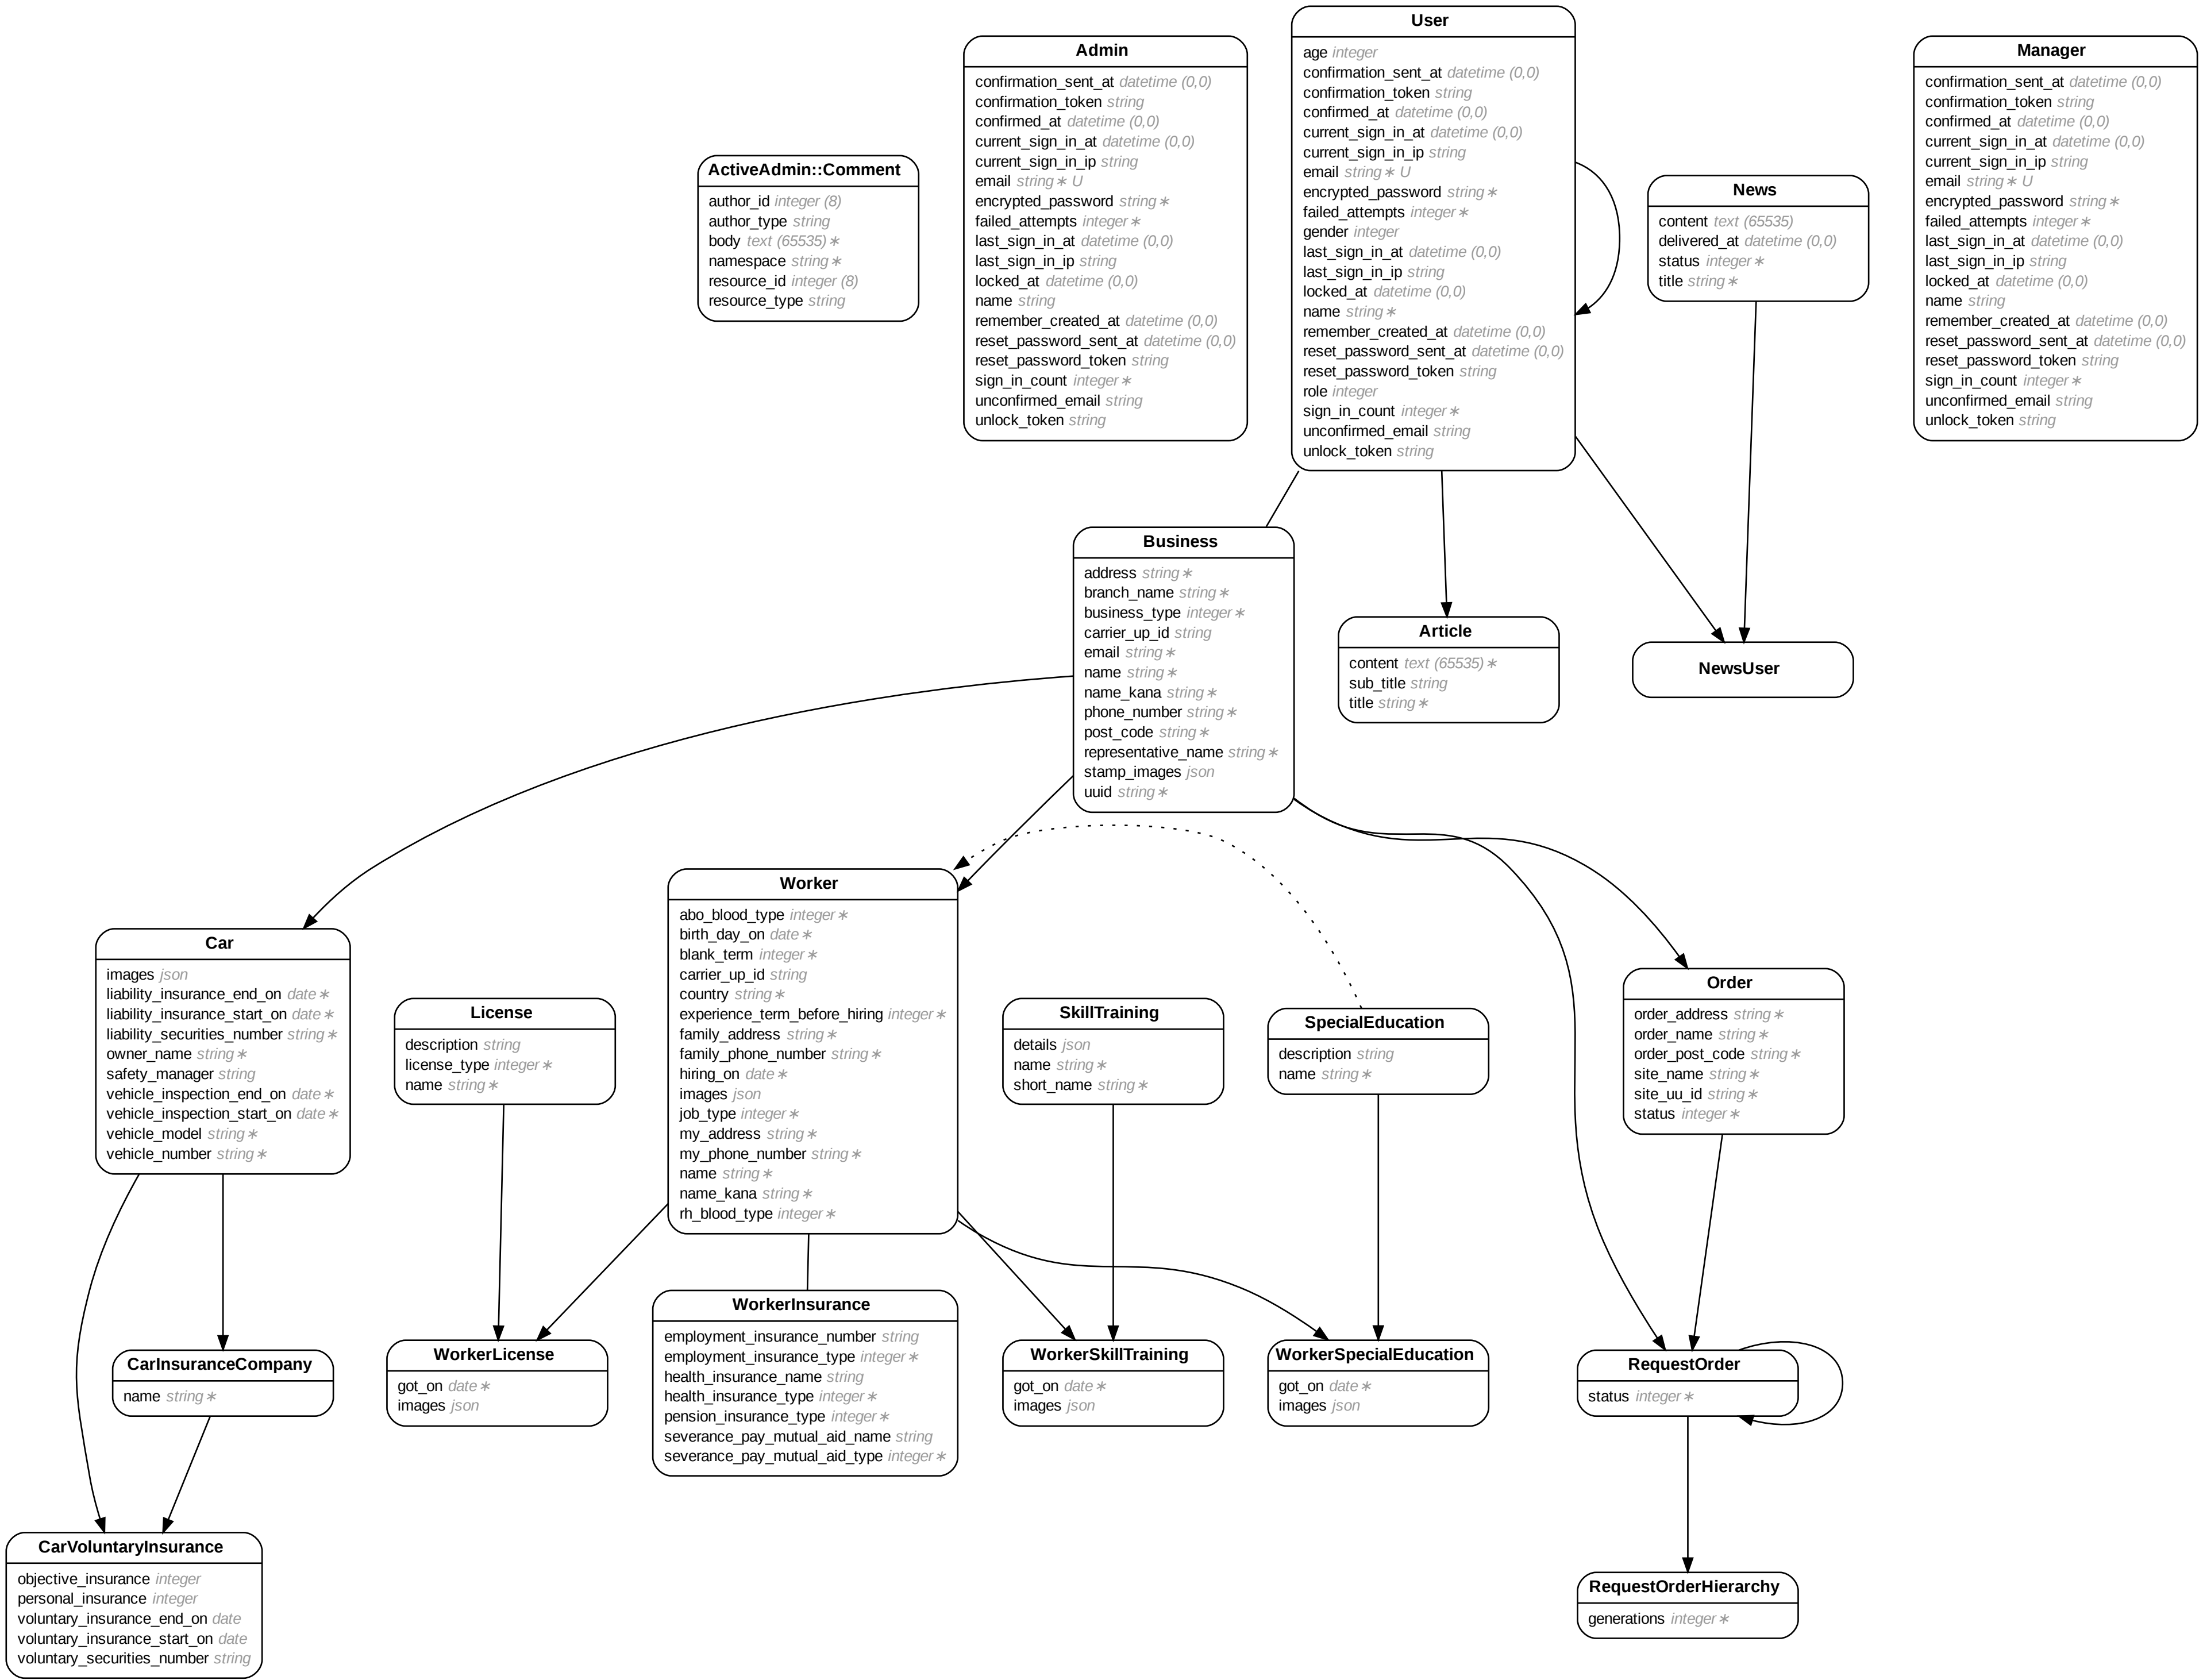 User
age integer
confirmation_sent_at datetime (0,0)
confirmation_token string
confirmed_at datetime (0,0)
current_sign_in_at datetime (0,0)
current_sign_in_ip string
email string∗ U
encrypted_password string∗
failed_attempts integer∗
gender integer
last_sign_in_at datetime (0,0)
last_sign_in_ip string
locked_at datetime (0,0)
name string∗
remember_created_at datetime (0,0)
reset_password_sent_at datetime (0,0)
reset_password_token string
role integer
sign_in_count integer∗
unconfirmed_email string
unlock_token string
Admin
confirmation_sent_at datetime (0,0)
confirmation_token string
confirmed_at datetime (0,0)
current_sign_in_at datetime (0,0)
current_sign_in_ip string
email string∗ U
encrypted_password string∗
failed_attempts integer∗
last_sign_in_at datetime (0,0)
last_sign_in_ip string
locked_at datetime (0,0)
name string
remember_created_at datetime (0,0)
reset_password_sent_at datetime (0,0)
reset_password_token string
sign_in_count integer∗
unconfirmed_email string
unlock_token string
Manager
confirmation_sent_at datetime (0,0)
confirmation_token string
confirmed_at datetime (0,0)
current_sign_in_at datetime (0,0)
current_sign_in_ip string
email string∗ U
encrypted_password string∗
failed_attempts integer∗
last_sign_in_at datetime (0,0)
last_sign_in_ip string
locked_at datetime (0,0)
name string
remember_created_at datetime (0,0)
reset_password_sent_at datetime (0,0)
reset_password_token string
sign_in_count integer∗
unconfirmed_email string
unlock_token string
ActiveAdmin::Comment
author_id integer (8)
author_type string
body text (65535)∗
namespace string∗
resource_id integer (8)
resource_type string
News
content text (65535)
delivered_at datetime (0,0)
status integer∗
title string∗
Business
address string∗
branch_name string∗
business_type integer∗
carrier_up_id string
email string∗
name string∗
name_kana string∗
phone_number string∗
post_code string∗
representative_name string∗
stamp_images json
uuid string∗
Article
content text (65535)∗
sub_title string
title string∗
NewsUser
Worker
abo_blood_type integer∗
birth_day_on date∗
blank_term integer∗
carrier_up_id string
country string∗
experience_term_before_hiring integer∗
family_address string∗
family_phone_number string∗
hiring_on date∗
images json
job_type integer∗
my_address string∗
my_phone_number string∗
name string∗
name_kana string∗
rh_blood_type integer∗
Car
images json
liability_insurance_end_on date∗
liability_insurance_start_on date∗
liability_securities_number string∗
owner_name string∗
safety_manager string
vehicle_inspection_end_on date∗
vehicle_inspection_start_on date∗
vehicle_model string∗
vehicle_number string∗
License
description string
license_type integer∗
name string∗
SkillTraining
details json
name string∗
short_name string∗
SpecialEducation
description string
name string∗
Order
order_address string∗
order_name string∗
order_post_code string∗
site_name string∗
site_uu_id string∗
status integer∗
CarInsuranceCompany
name string∗
WorkerLicense
got_on date∗
images json
WorkerInsurance
employment_insurance_number string
employment_insurance_type integer∗
health_insurance_name string
health_insurance_type integer∗
pension_insurance_type integer∗
severance_pay_mutual_aid_name string
severance_pay_mutual_aid_type integer∗
WorkerSkillTraining
got_on date∗
images json
WorkerSpecialEducation
got_on date∗
images json
RequestOrder
status integer∗
CarVoluntaryInsurance
objective_insurance integer
personal_insurance integer
voluntary_insurance_end_on date
voluntary_insurance_start_on date
voluntary_securities_number string
RequestOrderHierarchy
generations integer∗